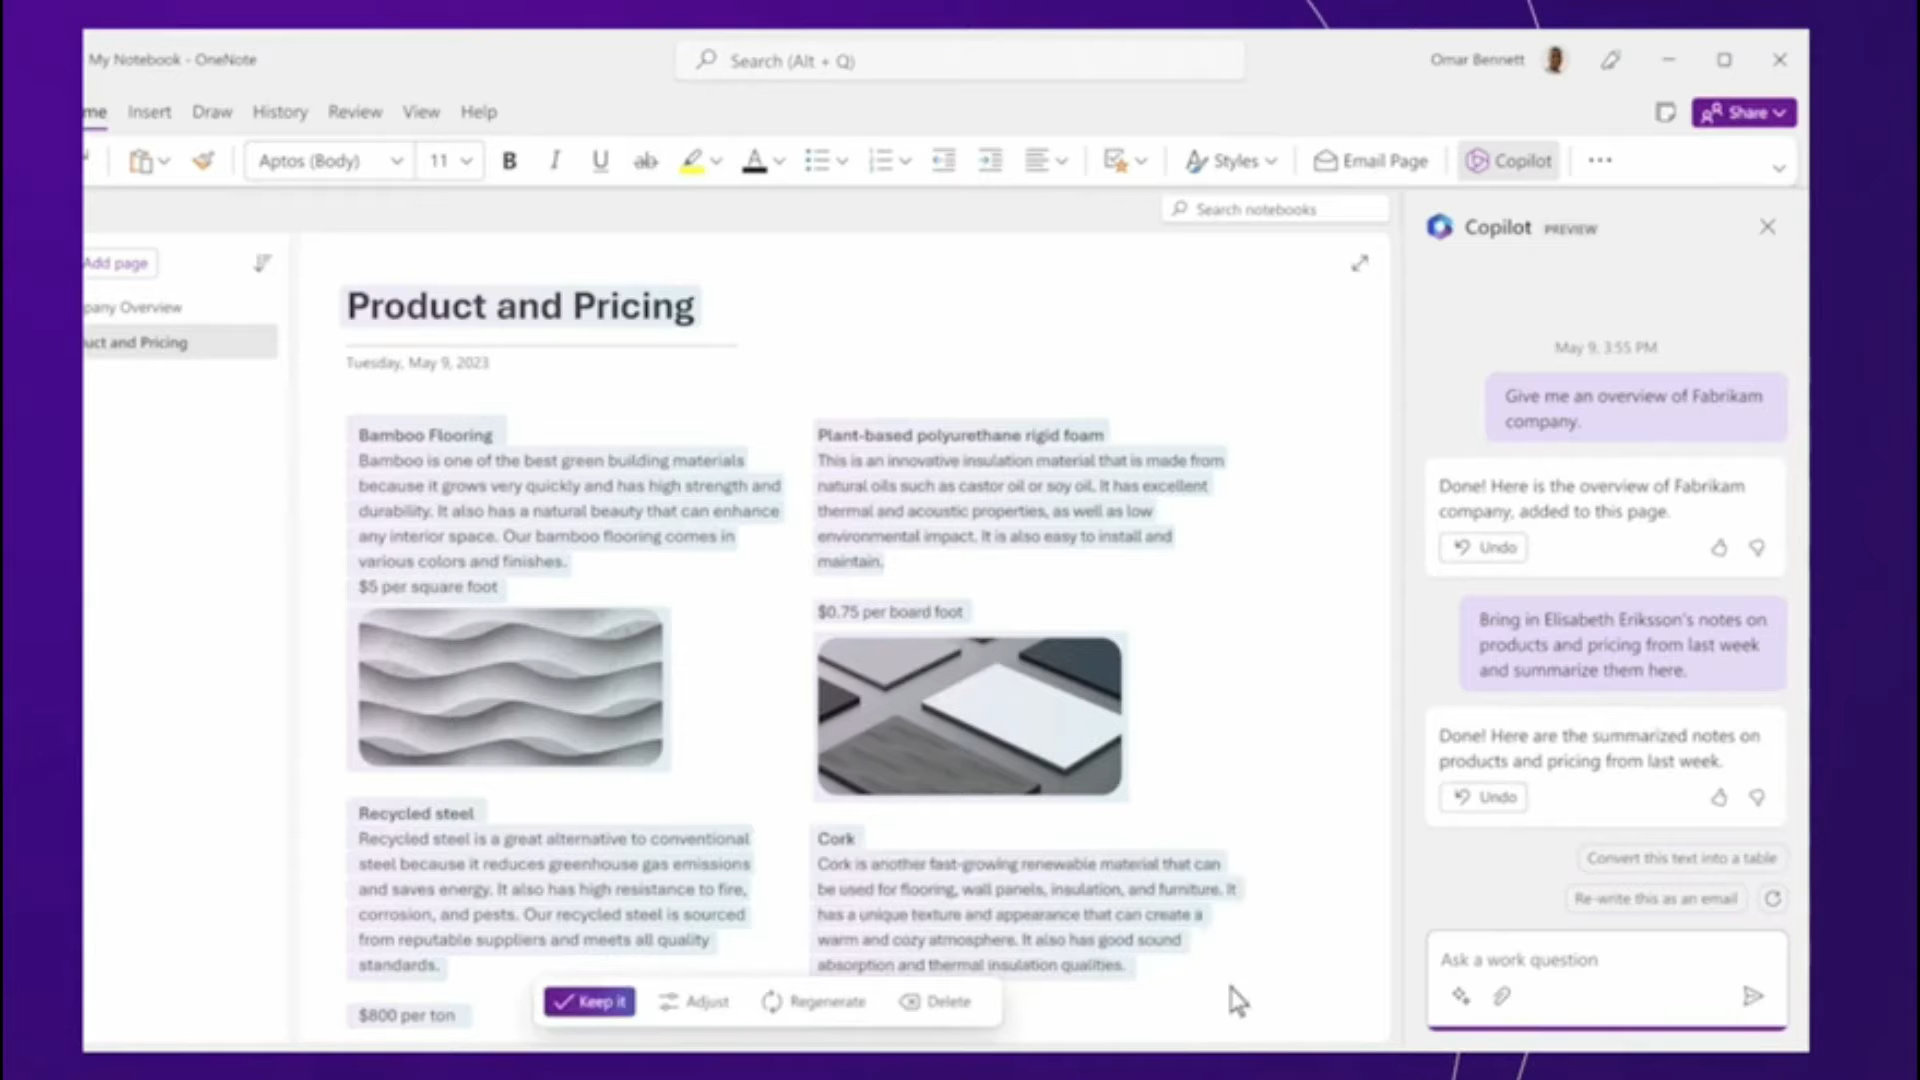 My Notebook - OneNote
Search (Alt + Q)
Omar Bennett
me Insert Draw History Review View Help
Share
Aptos (Body) 11 B I U ab A Styles Email Page Copilot ...
Search notebooks
Add page
pany Overview
uct and Pricing
Product and Pricing
Tuesday, May 9, 2023
Bamboo Flooring
Bamboo is one of the best green building materials
because it grows very quickly and has high strength and
durability. It also has a natural beauty that can enhance
any interior space. Our bamboo flooring comes in
various colors and finishes.
$5 per square foot
Recycled steel
Recycled steel is a great alternative to conventional
steel because it reduces greenhouse gas emissions
and saves energy. It also has high resistance to fire,
corrosion, and pests. Our recycled steel is sourced
from reputable suppliers and meets all quality
standards.
$800 per ton
Plant-based polyurethane rigid foam
This is an innovative insulation material that is made from
natural oils such as castor oil or soy oil. It has excellent
thermal and acoustic properties, as well as low
environmental impact. It is also easy to install and
maintain.
$0.75 per board foot
Cork
Cork is another fast-growing renewable material that can
be used for flooring, wall panels, insulation, and furniture. It
has a unique texture and appearance that can create a
warm and cozy atmosphere. It also has good sound
absorption and thermal insulation qualities.
Keep it Adjust Regenerate Delete
Copilot PREVIEW
May 9, 3:55 PM
Give me an overview of Fabrikam
company.
Done! Here is the overview of Fabrikam
company, added to this page.
Undo
Bring in Elisabeth Eriksson's notes on
products and pricing from last week
and summarize them here.
Done! Here are the summarized notes on
products and pricing from last week.
Undo
Convert this text into a table
Re-write this as an email
Ask a work question